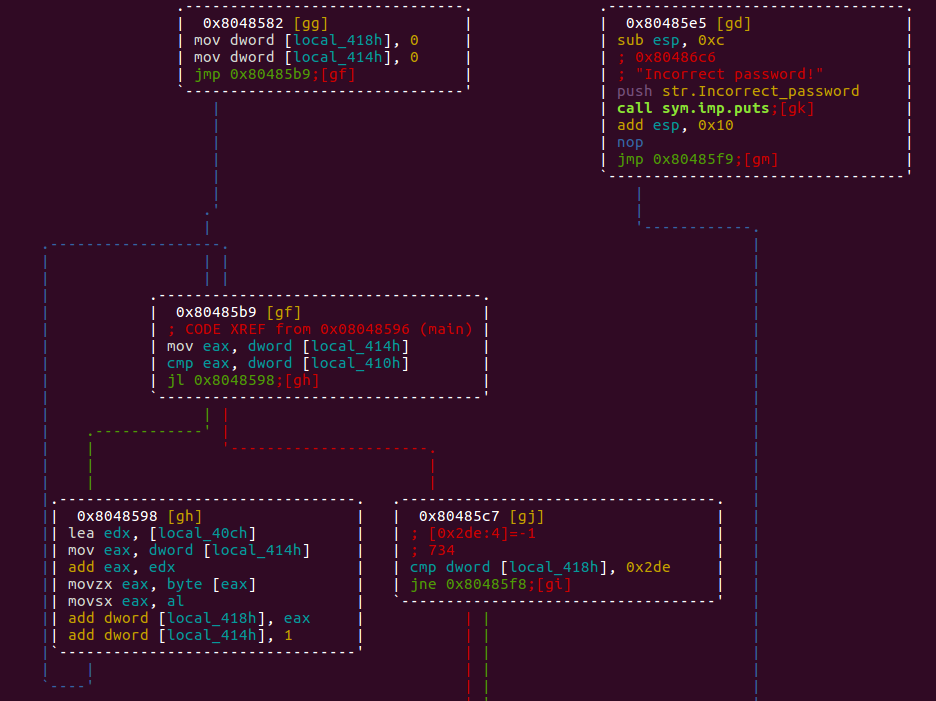 0x8048582 [gg]
mov dword [local_418h], 0
mov dword [local_414h], 0
jmp 0x80485b9;[gf]
0x80485e5 [gd]
sub esp, 0xc
; 0x80486c6
; "Incorrect password!"
push str.Incorrect_password
call sym.imp.puts;[gk]
add esp, 0x10
nop
jmp 0x80485f9;[gm]
0x80485b9 [gf]
; CODE XREF from 0x08048596 (main)
mov eax, dword [local_414h]
cmp eax, dword [local_410h]
jl 0x8048598;[gh]
0x8048598 [gh]
lea edx, [local_40ch]
mov eax, dword [local_414h]
add eax, edx
movzx eax, byte [eax]
movsx eax, al
add dword [local_418h], eax
add dword [local_414h], 1
0x80485c7 [gj]
; [0x2de:4]=-1
; 734
cmp dword [local_418h], 0x2de
jne 0x80485f8;[gi]